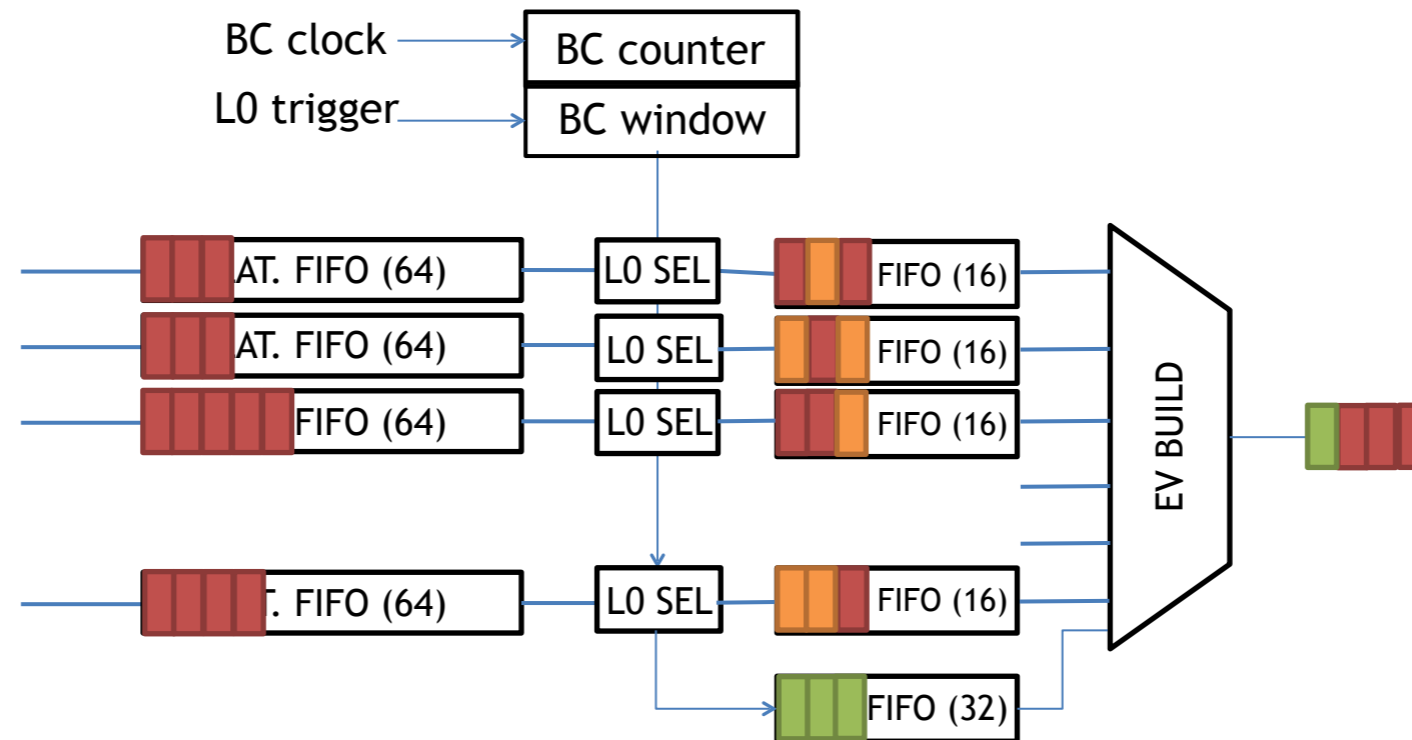 BC clock
BC counter
L0 trigger
BC window
AT. FIFO (64)
L0 SEL
FIFO (16)
AT. FIFO (64)
L0 SEL
FIFO (16)
FIFO (64)
L0 SEL
FIFO (16)
EV BUILD
T. FIFO (64)
L0 SEL
FIFO (16)
FIFO (32)